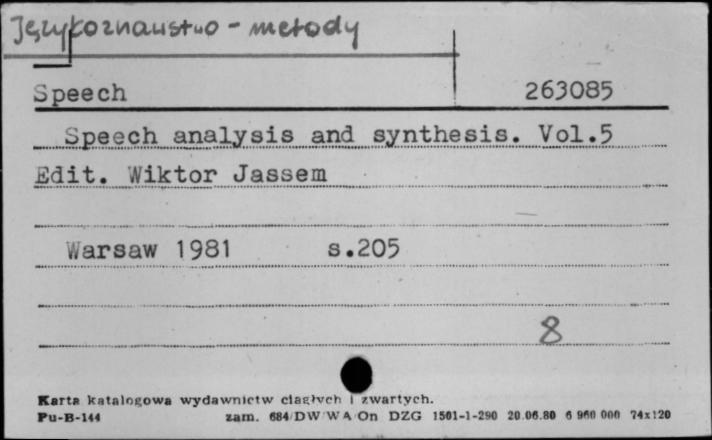 Językoznawstwo - metody
Speech 263085
Speech analysis and synthesis. Vol.5
Edit. Wiktor Jassem
Warsaw 1981 s.205
8
Karta katalogowa wydawnictw ciągłych i zwartych.
Pu-B-144 zam. 684/DW/WA/On DZG 1501-1-290 20.06.80 6 960 000 74x120